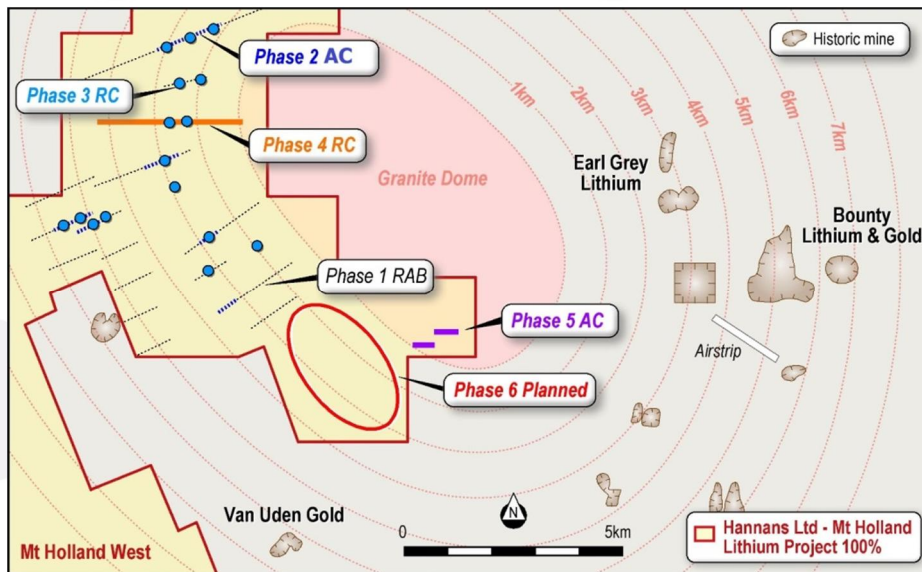 Phase 2 AC
Historic mine
Phase 3 RC
1km
2km
3km
4km
5km
6km
7km
Phase 4 RC
Granite Dome
Earl Grey
Lithium
Bounty
Lithium & Gold
Phase 1 RAB
Phase 5 AC
Airstrip
Phase 6 Planned
Van Uden Gold
N
0
5km
Mt Holland West
Hannans Ltd - Mt Holland
Lithium Project 100%